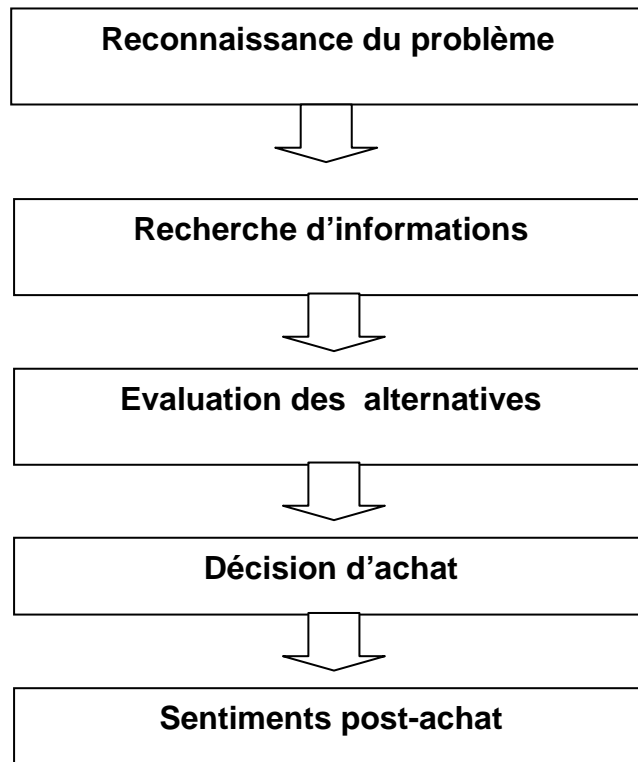 Reconnaissance du problème
Recherche d’informations
Evaluation des  alternatives
Décision d’achat
Sentiments post-achat